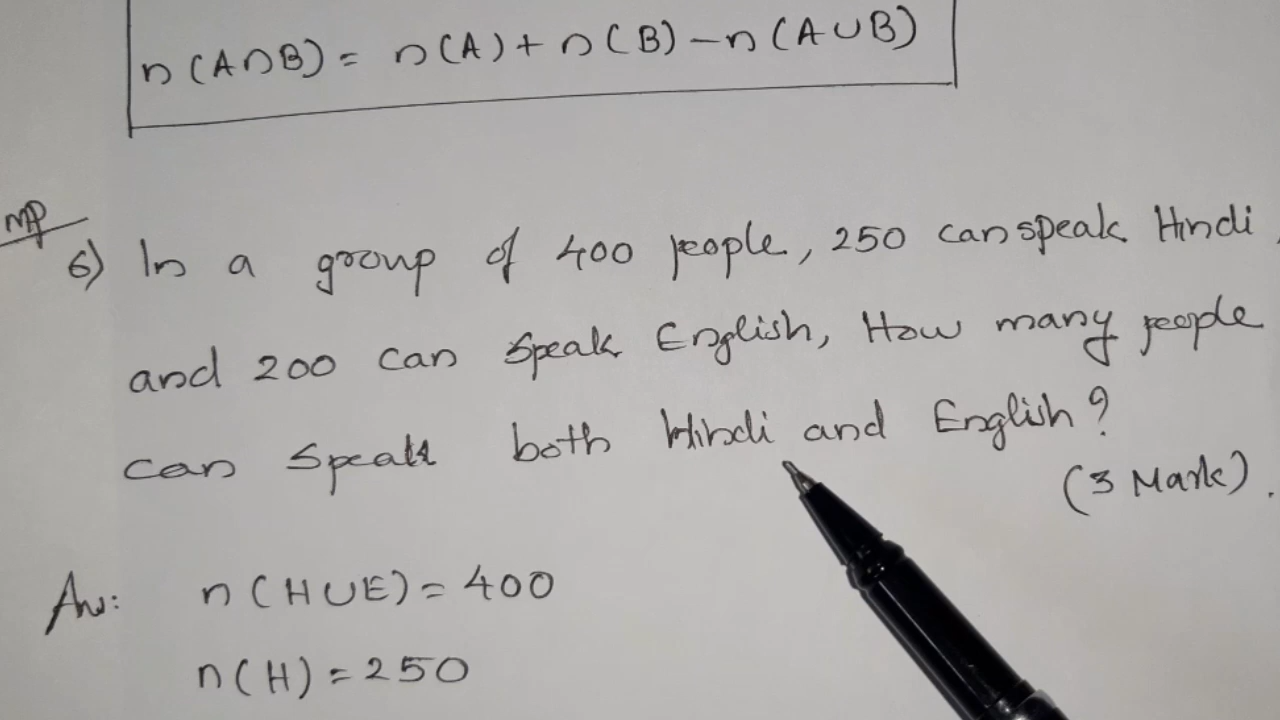 n(A∩B) = n(A) + n(B) - n(A∪B)
MP
6) In a group of 400 people, 250 can speak Hindi
and 200 can speak English, How many people
can speak both Hindi and English?
(3 Mark).
Ans: n(H∪E) = 400
n(H) = 250